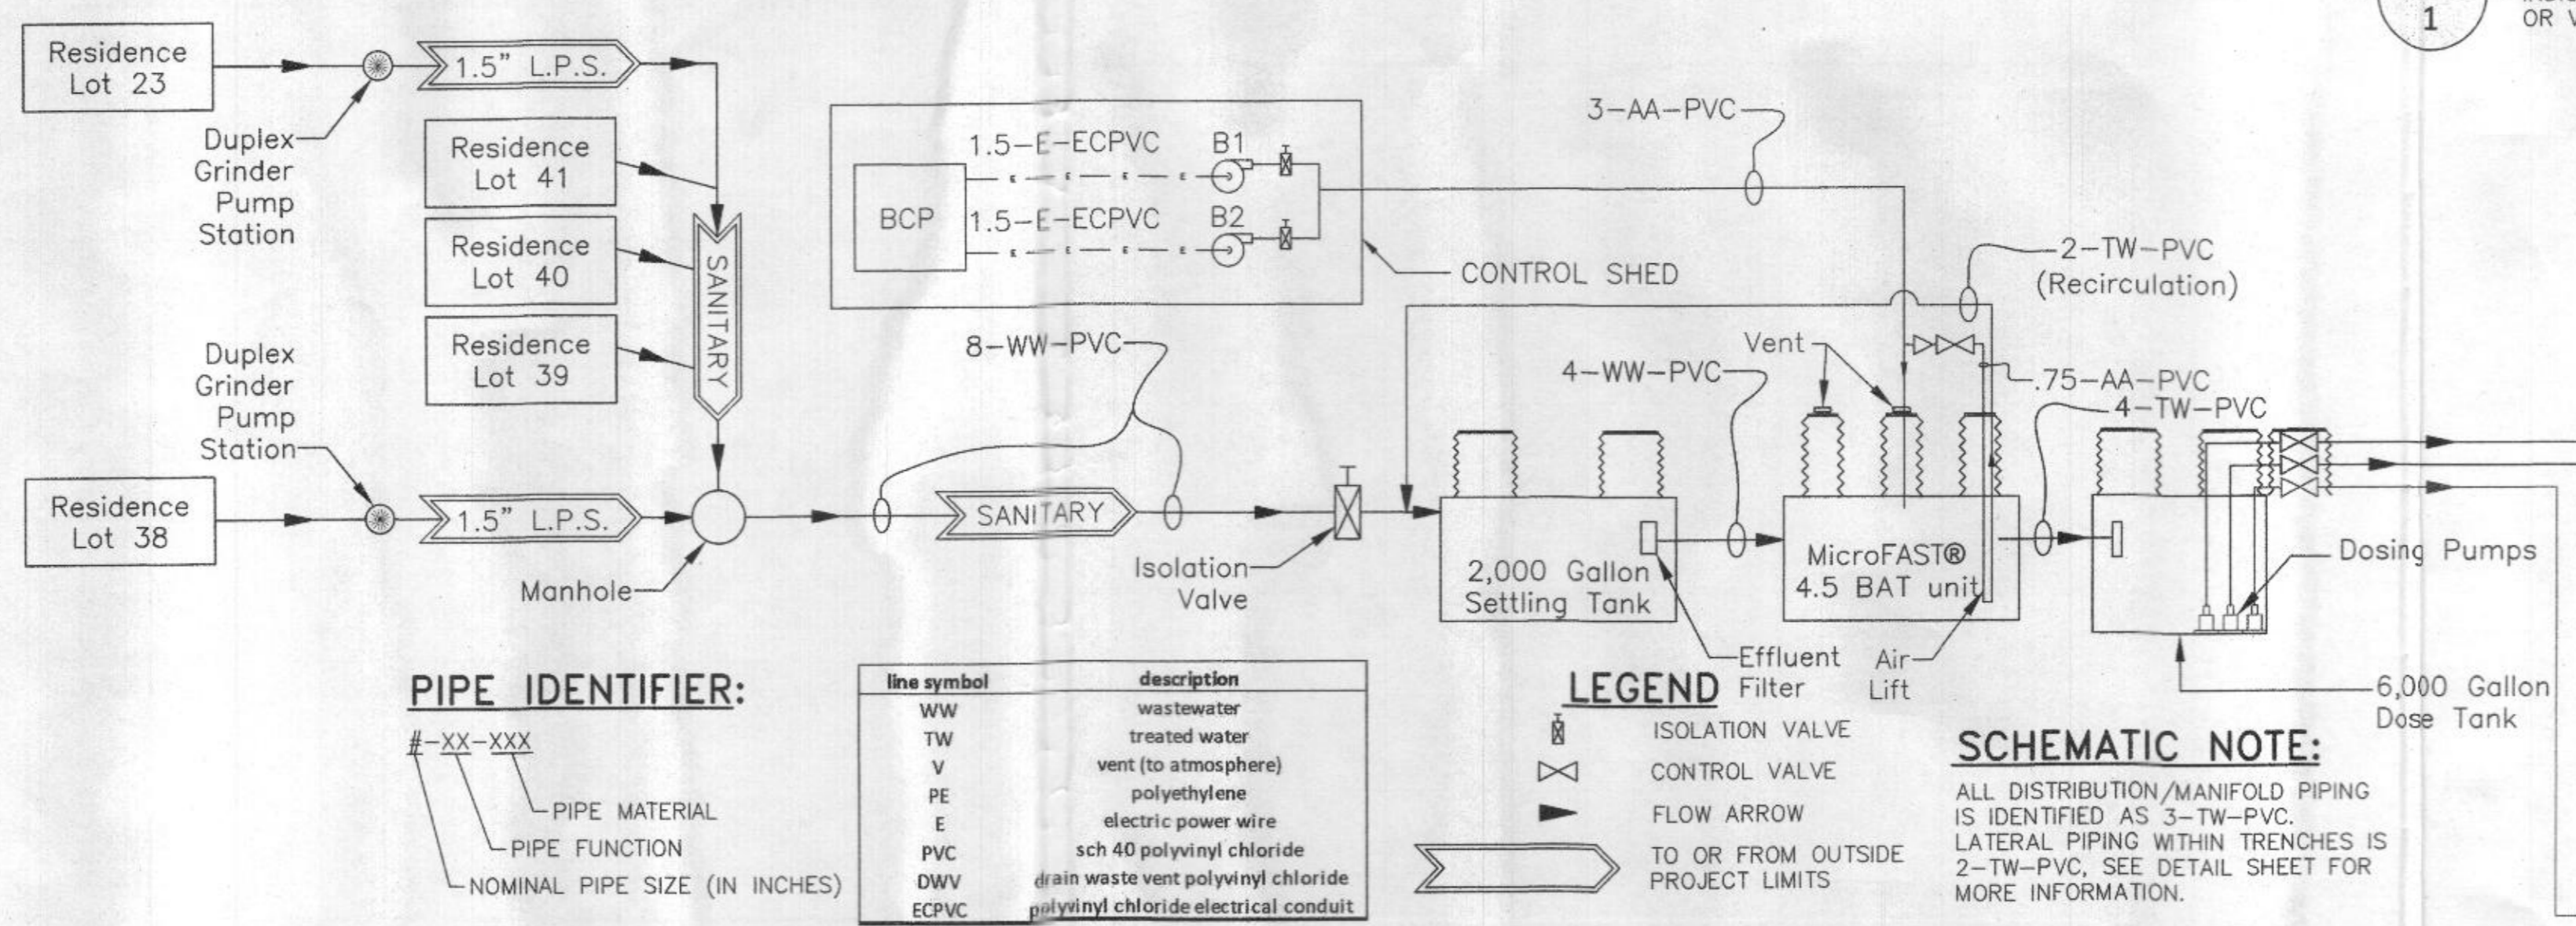 Residence
Lot 23
1.5" L.P.S.
Duplex
Grinder
Pump
Station
Residence
Lot 41
Residence
Lot 40
Residence
Lot 39
SANITARY
Duplex
Grinder
Pump
Station
Residence
Lot 38
1.5" L.P.S.
Manhole
BCP
1.5-E-ECPVC
B1
E E E E
1.5-E-ECPVC
B2
E E E E
CONTROL SHED
3-AA-PVC
2-TW-PVC
(Recirculation)
8-WW-PVC
SANITARY
Isolation
Valve
4-WW-PVC
Vent
.75-AA-PVC
4-TW-PVC
2,000 Gallon
Settling Tank
MicroFAST®
4.5 BAT unit
Dosing Pumps
Effluent
Filter
Air
Lift
6,000 Gallon
Dose Tank
1
OR
PIPE IDENTIFIER:
#-XX-XXX
PIPE MATERIAL
PIPE FUNCTION
NOMINAL PIPE SIZE (IN INCHES)
line symbol description
WW wastewater
TW treated water
V vent (to atmosphere)
PE polyethylene
E electric power wire
PVC sch 40 polyvinyl chloride
DWV drain waste vent polyvinyl chloride
ECPVC polyvinyl chloride electrical conduit
LEGEND
ISOLATION VALVE
CONTROL VALVE
FLOW ARROW
TO OR FROM OUTSIDE
PROJECT LIMITS
SCHEMATIC NOTE:
ALL DISTRIBUTION/MANIFOLD PIPING
IS IDENTIFIED AS 3-TW-PVC.
LATERAL PIPING WITHIN TRENCHES IS
2-TW-PVC, SEE DETAIL SHEET FOR
MORE INFORMATION.